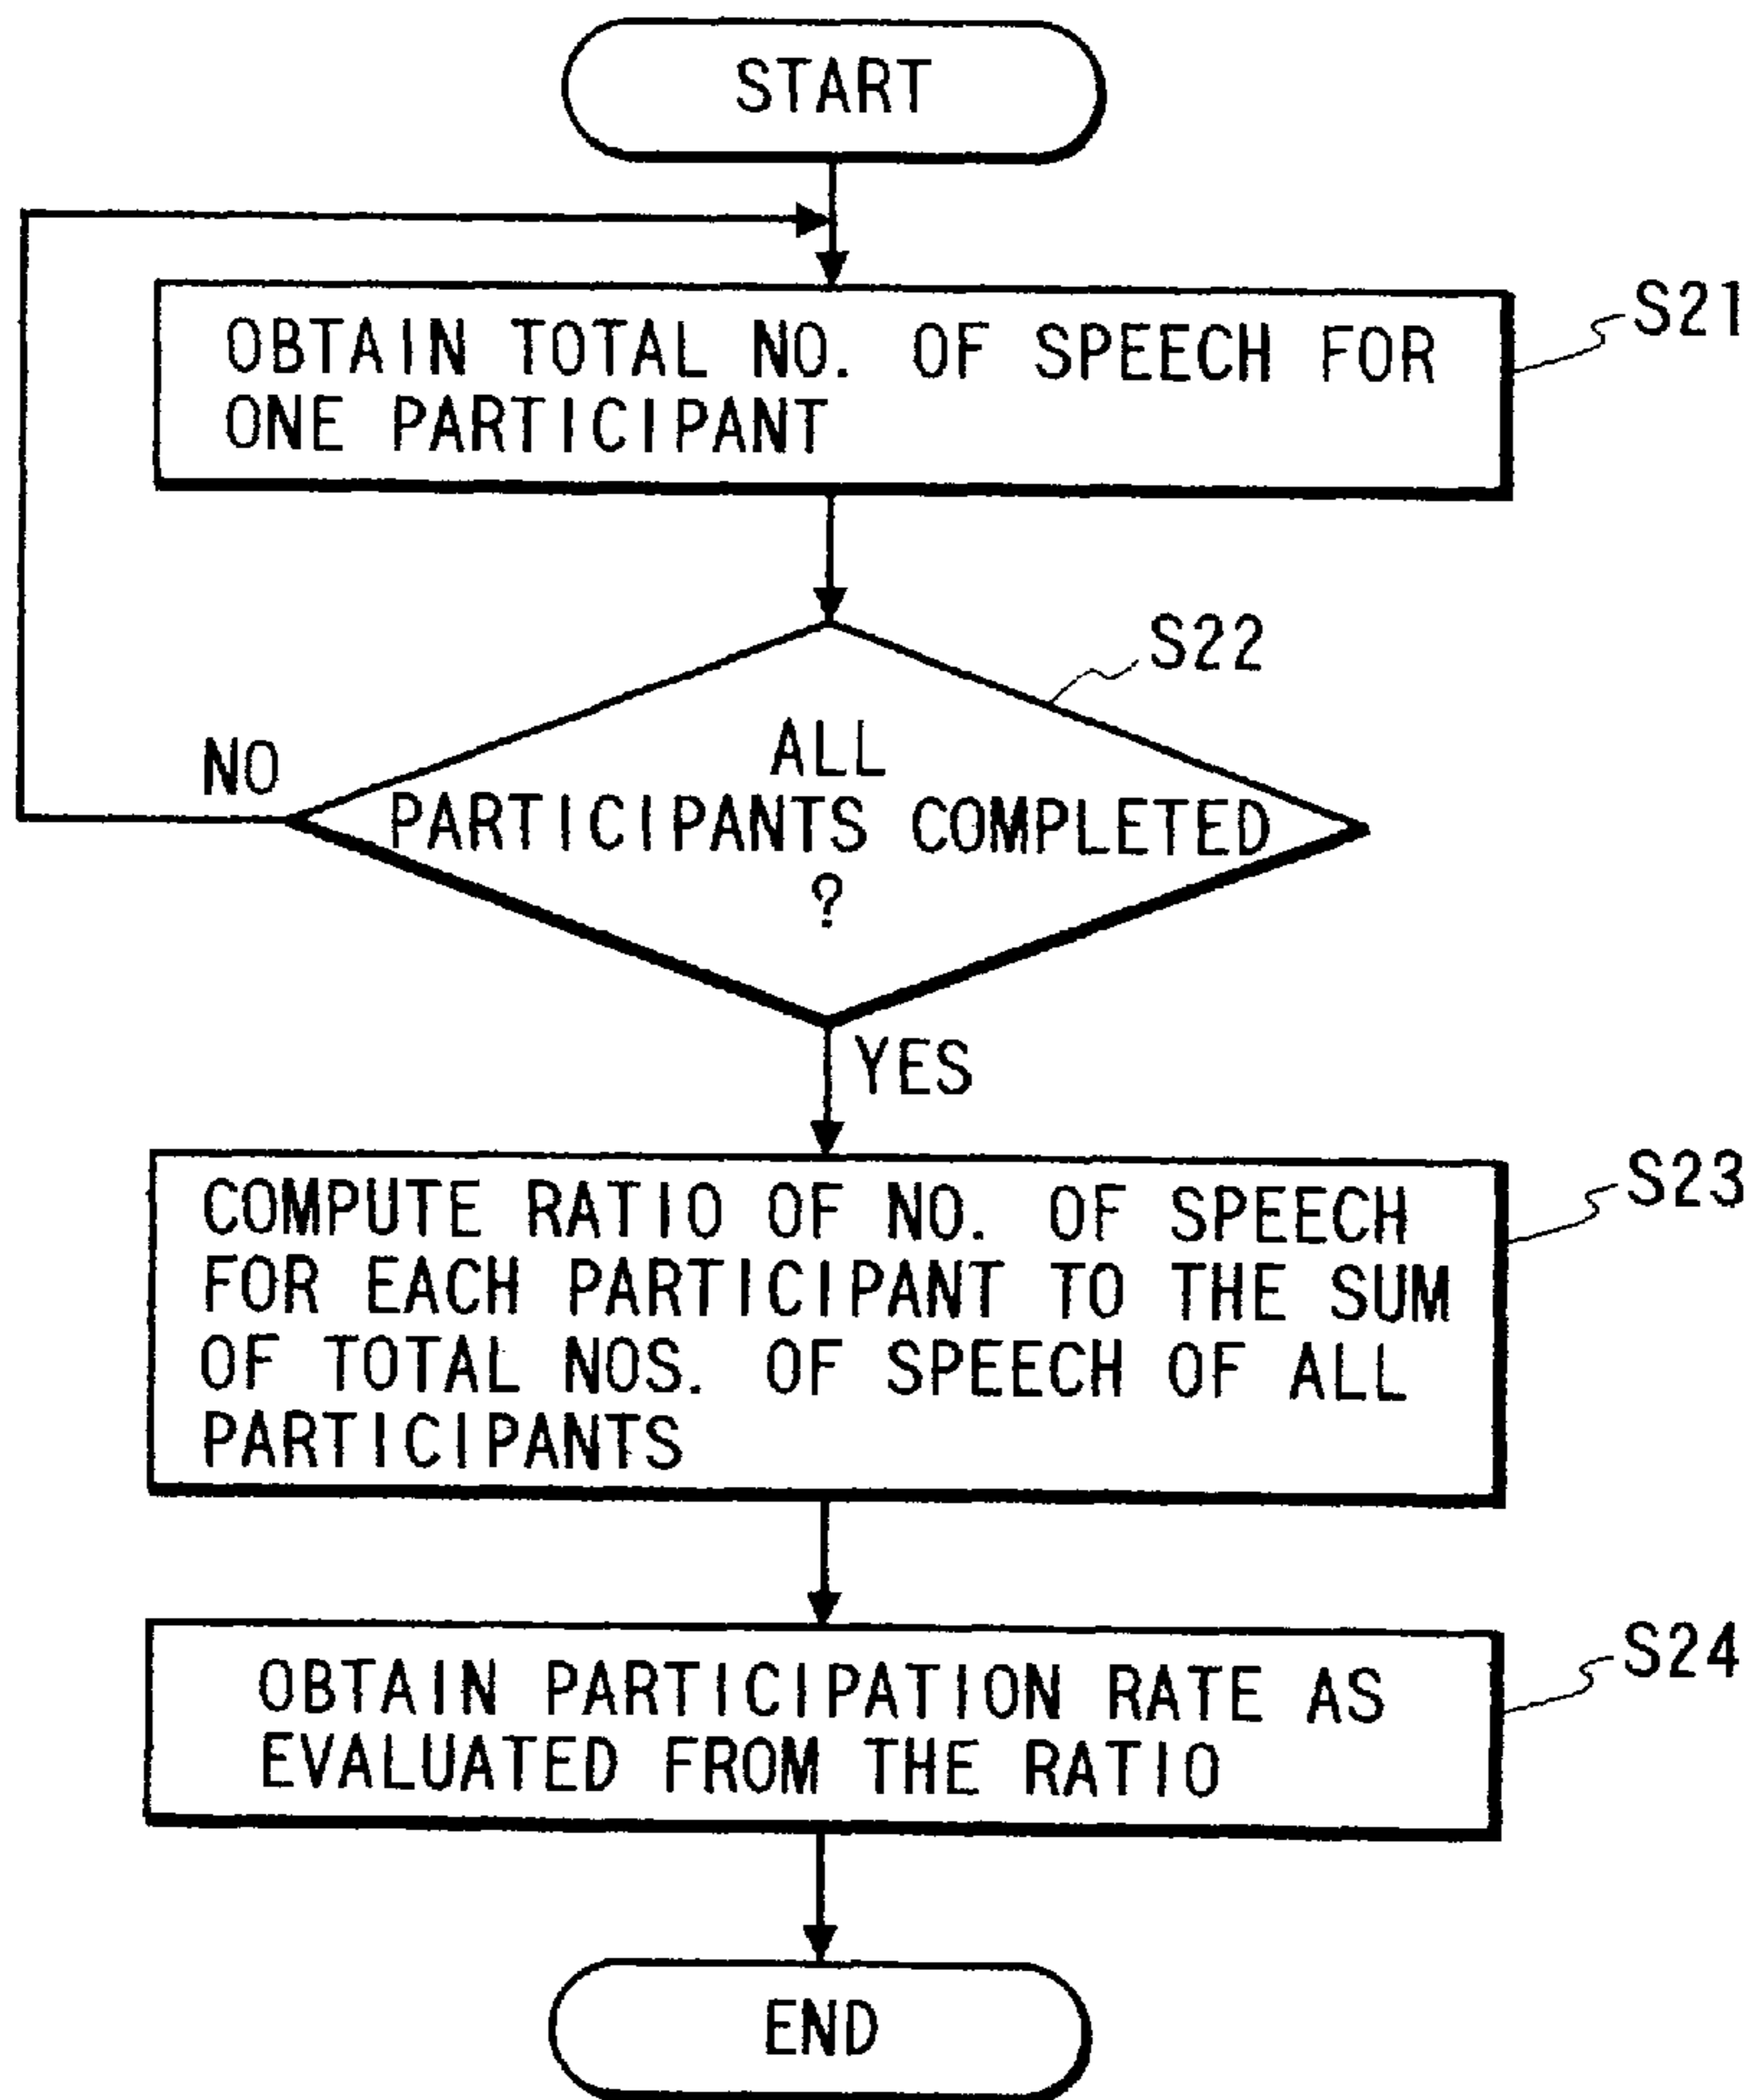 START
S21
OBTAIN TOTAL NO. OF SPEECH FOR
ONE PARTICIPANT
S22
NO
ALL
PARTICIPANTS COMPLETED
?
YES
S23
COMPUTE RATIO OF NO. OF SPEECH
FOR EACH PARTICIPANT TO THE SUM
OF TOTAL NOS. OF SPEECH OF ALL
PARTICIPANTS
S24
OBTAIN PARTICIPATION RATE AS
EVALUATED FROM THE RATIO
END